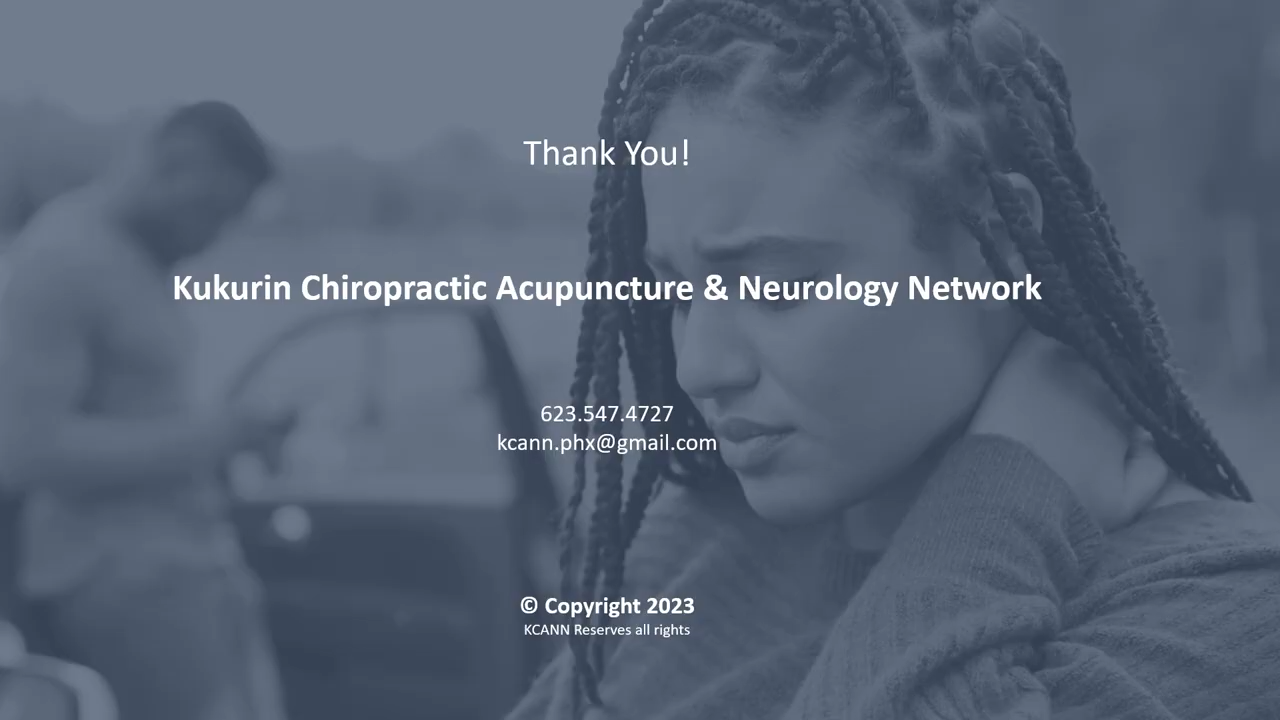 Thank You!
Kukurin Chiropractic Acupuncture & Neurology Network
623.547.4727
kcann.phx@gmail.com
© Copyright 2023
KCANN Reserves all rights